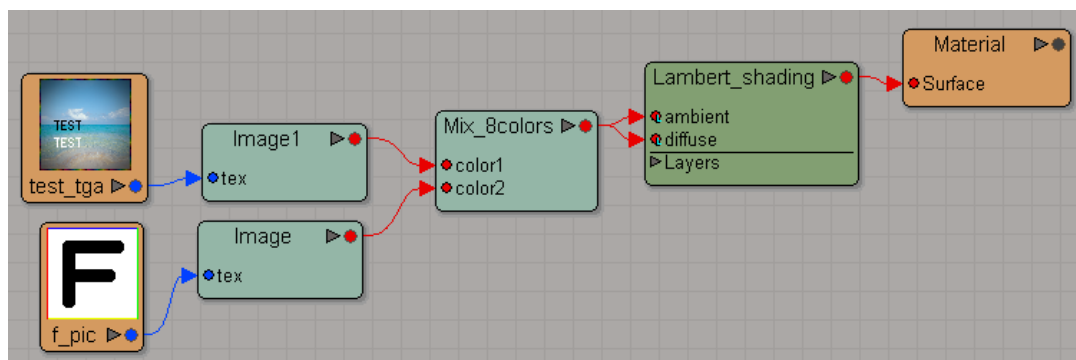 TEST
TEST
test_tga
F
f_pic
Image1
tex
Image
tex
Mix_8colors
color1
color2
Lambert_shading
ambient
diffuse
Layers
Material
Surface